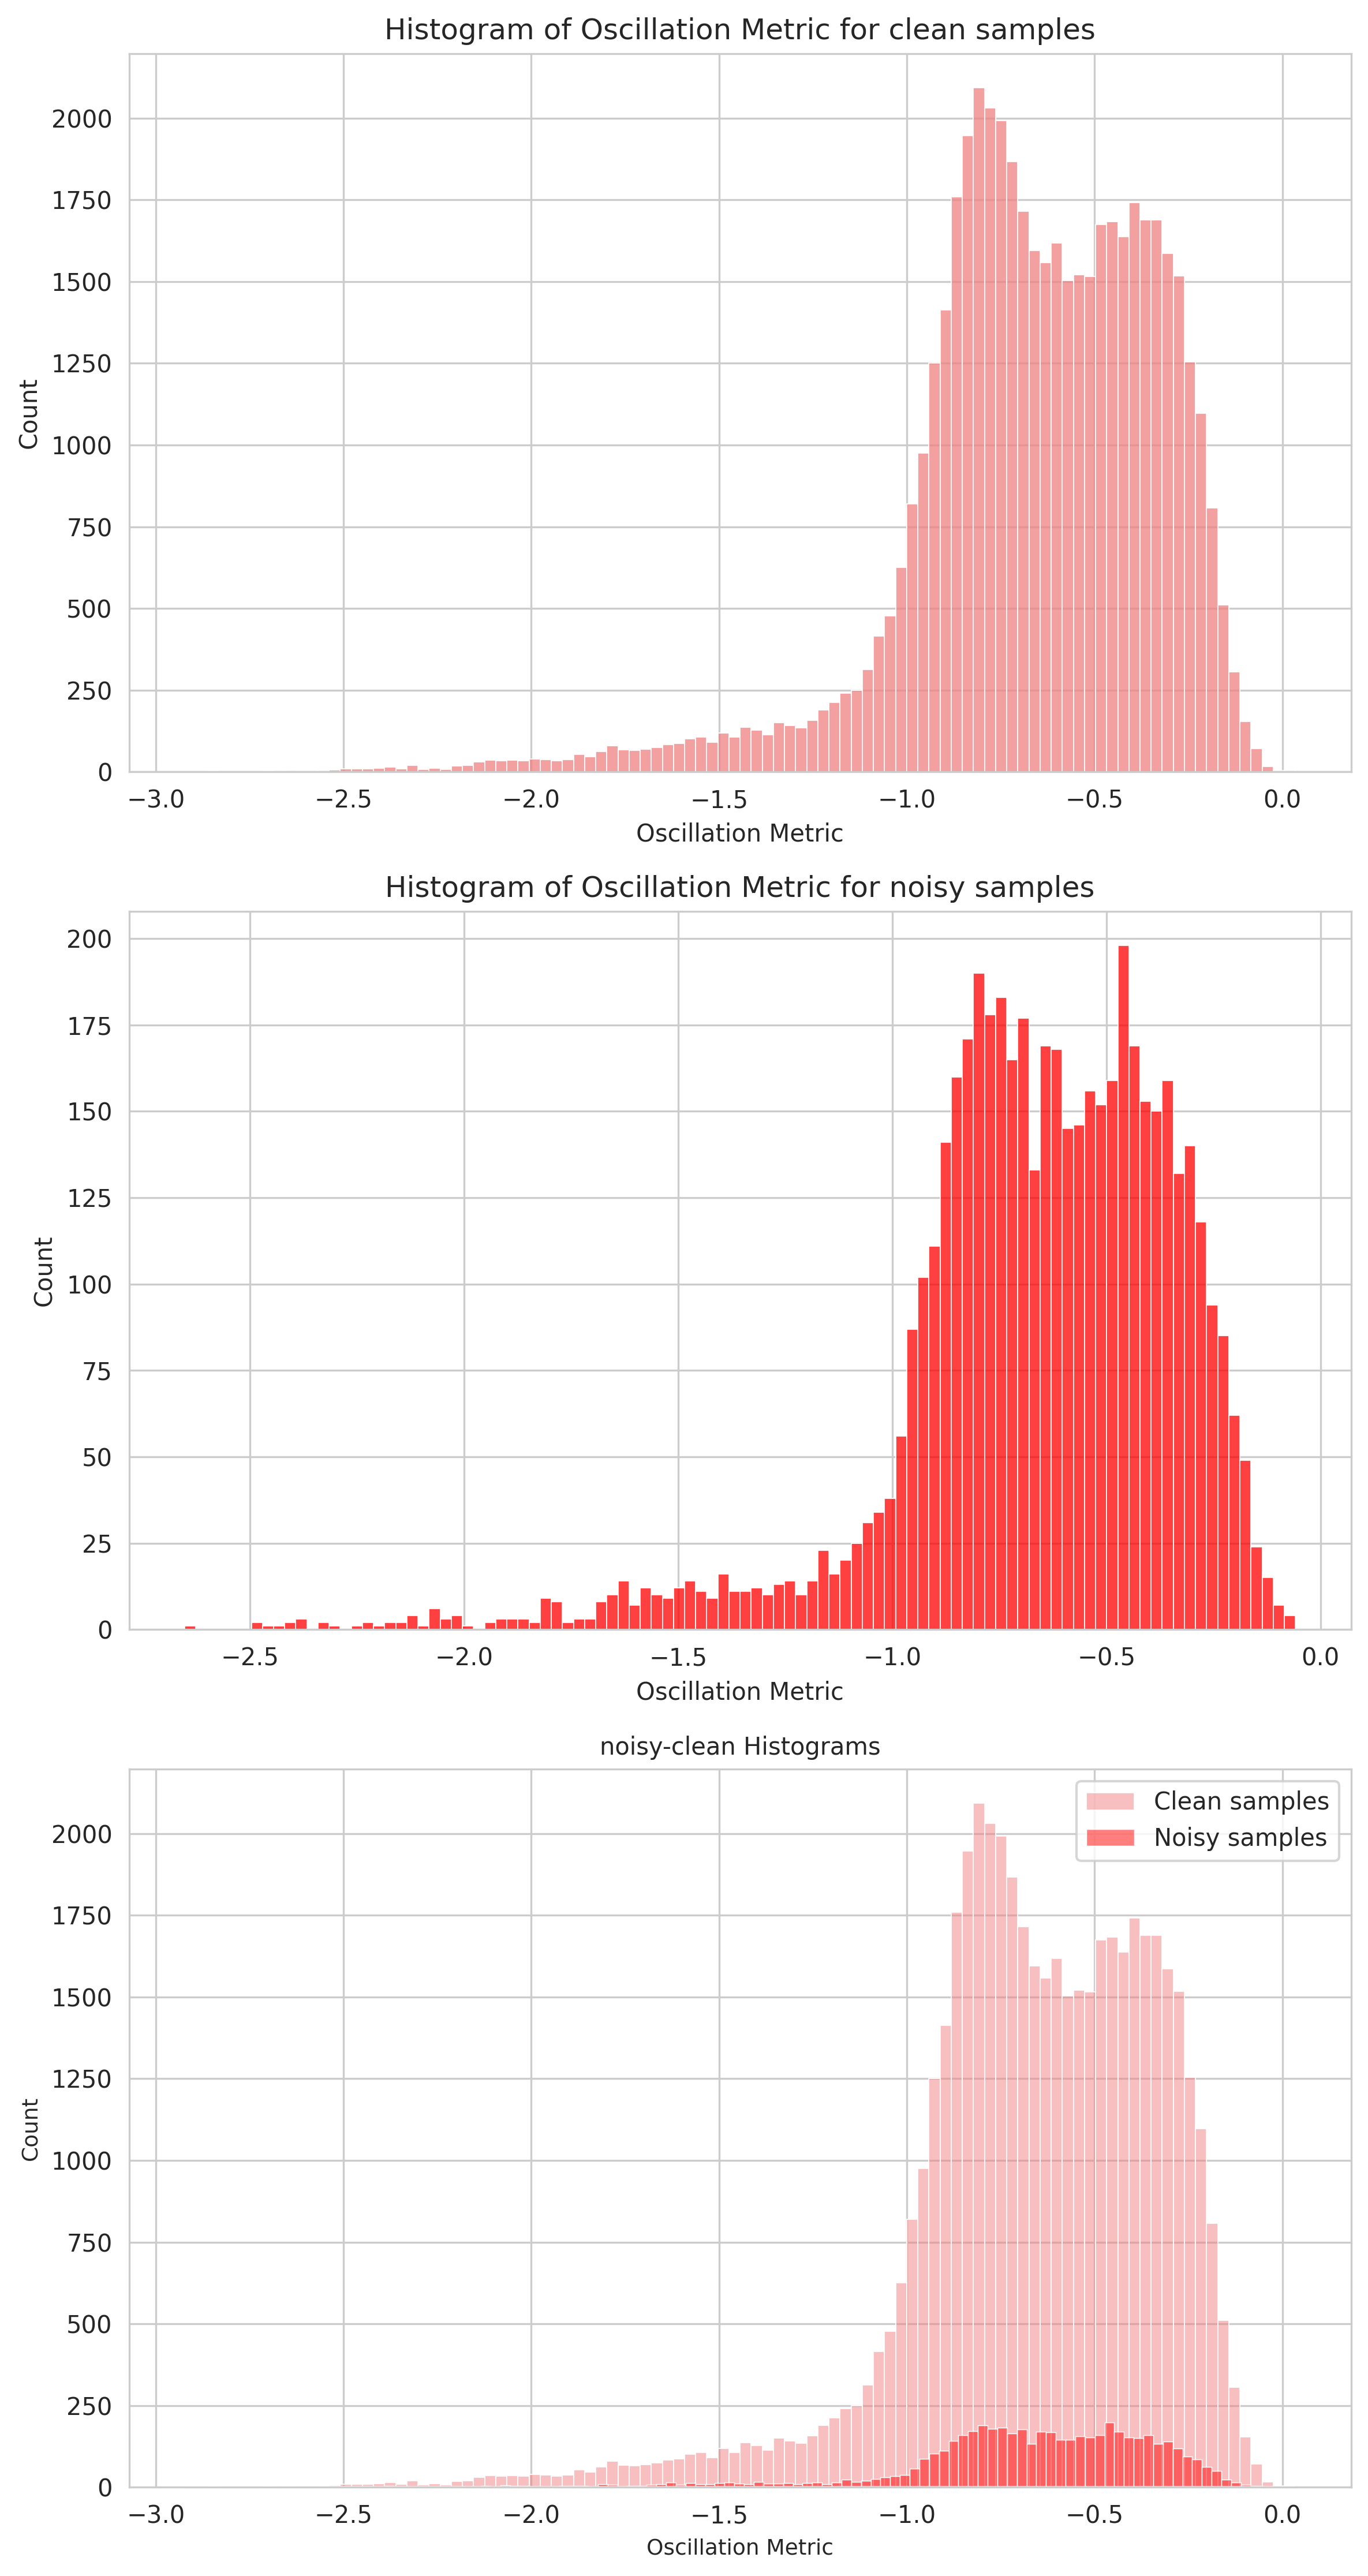 Histogram of Oscillation Metric for clean samples
2000
1750
1500
1250
1000
750
500
250
0
Count
−3.0 −2.5 −2.0 −1.5 −1.0 −0.5 0.0
Oscillation Metric
Histogram of Oscillation Metric for noisy samples
200
175
150
125
100
75
50
25
0
Count
−2.5 −2.0 −1.5 −1.0 −0.5 0.0
Oscillation Metric
noisy-clean Histograms
Clean samples
Noisy samples
2000
1750
1500
1250
1000
750
500
250
0
Count
−3.0 −2.5 −2.0 −1.5 −1.0 −0.5 0.0
Oscillation Metric